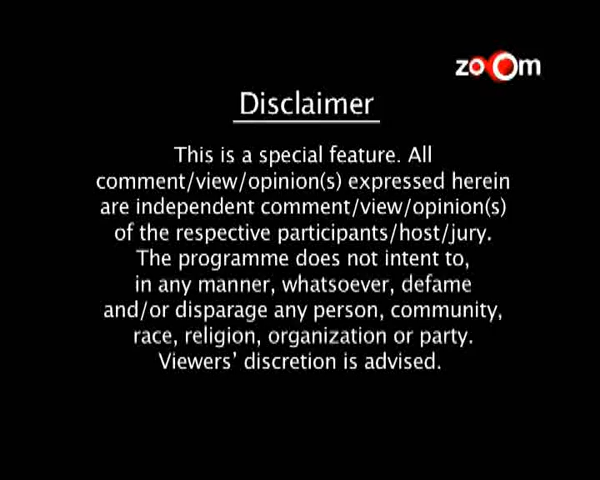 zoom
Disclaimer
This is a special feature. All
comment/view/opinion(s) expressed herein
are independent comment/view/opinion(s)
of the respective participants/host/jury.
The programme does not intent to,
in any manner, whatsoever, defame
and/or disparage any person, community,
race, religion, organization or party.
Viewers’ discretion is advised.